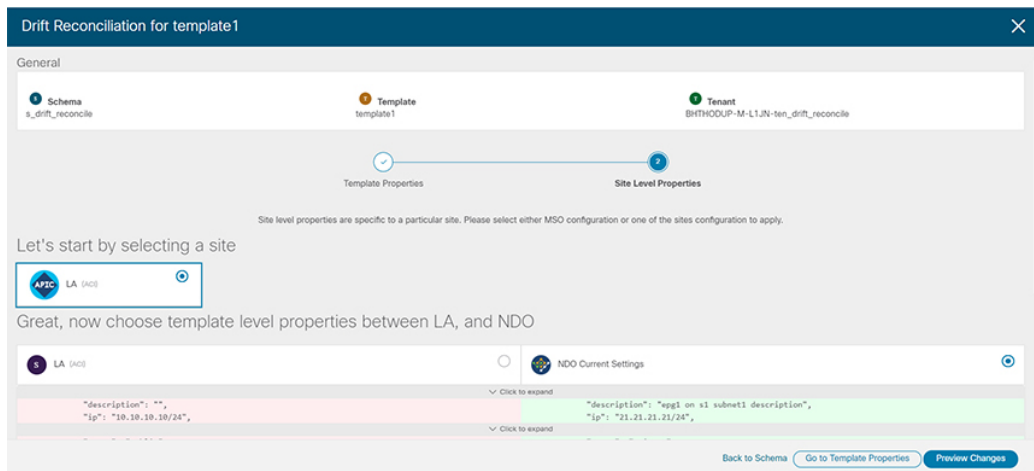 Drift Reconciliation for template1
General
S Schema
s_drift_reconcile
T Template
template1
T Tenant
BHTHODUP-M-L1JN-ten_drift_reconcile
2
Template Properties
Site Level Properties
Site level properties are specific to a particular site. Please select either MSO configuration or one of the sites configuration to apply.
Let's start by selecting a site
APIC LA (ACI)
Great, now choose template level properties between LA, and NDO
S LA (ACI)
NDO Current Settings
Click to expand
"description": "",
"ip": "10.10.10.10/24",
"description": "epg1 on s1 subnet1 description",
"ip": "21.21.21.21/24",
Click to expand
Back to Schema Go to Template Properties Preview Changes